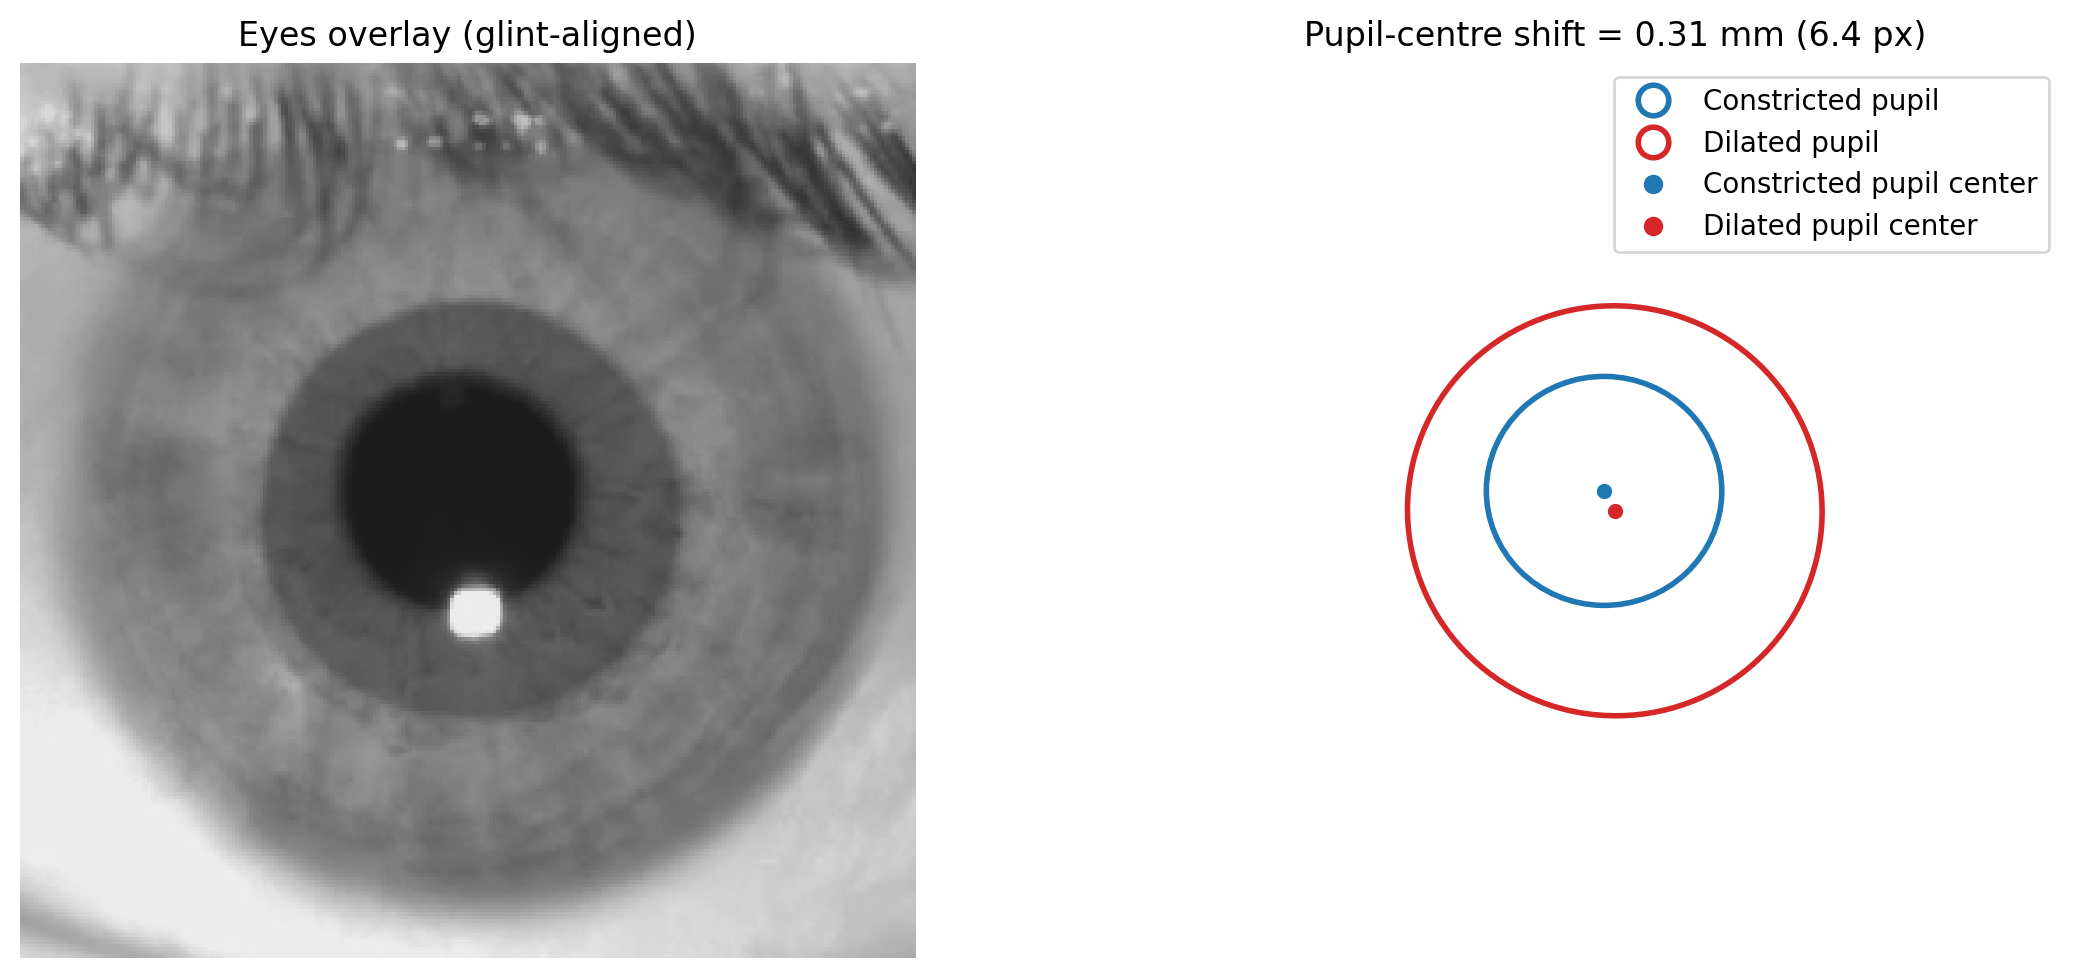 Eyes overlay (glint-aligned)
Pupil-centre shift = 0.31 mm (6.4 px)
Constricted pupil
Dilated pupil
Constricted pupil center
Dilated pupil center